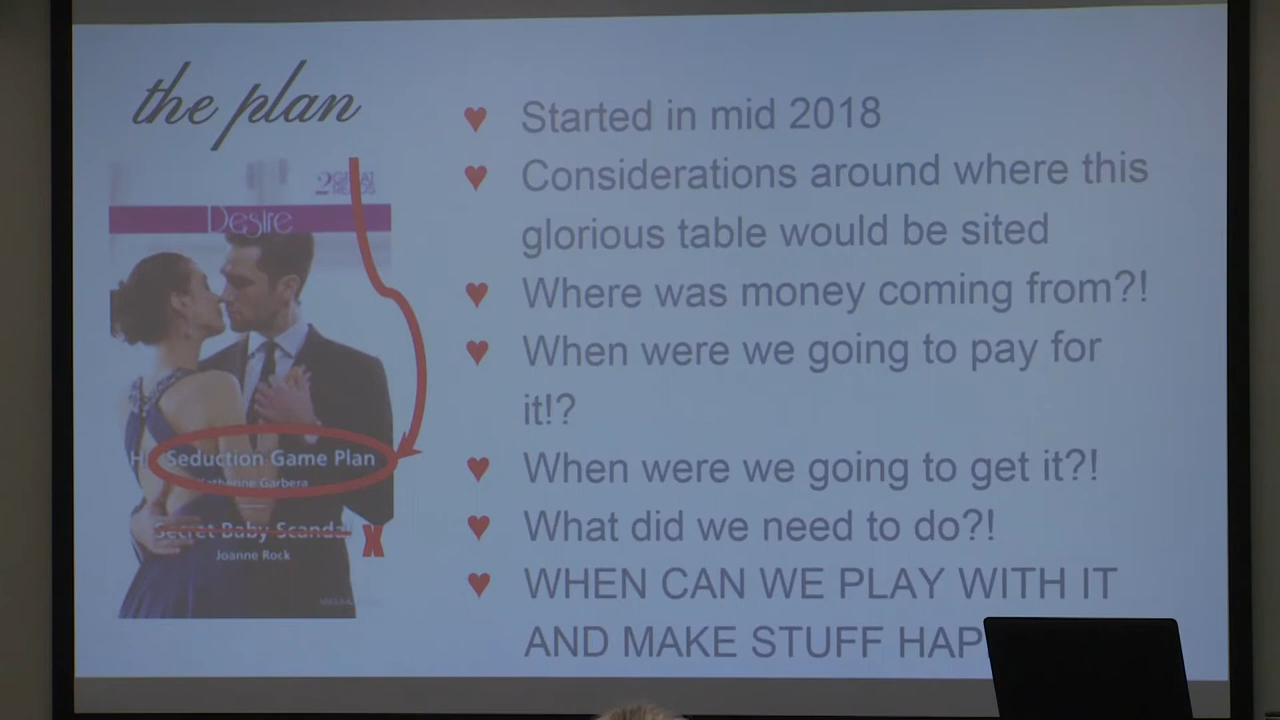 the plan
2 GREAT READS
Desire
Seduction Game Plan
Katherine Garbera
Secret Baby Scandal
Joanne Rock
X
Started in mid 2018
Considerations around where this
glorious table would be sited
Where was money coming from?!
When were we going to pay for
it!?
When were we going to get it?!
What did we need to do?!
WHEN CAN WE PLAY WITH IT
AND MAKE STUFF HAP